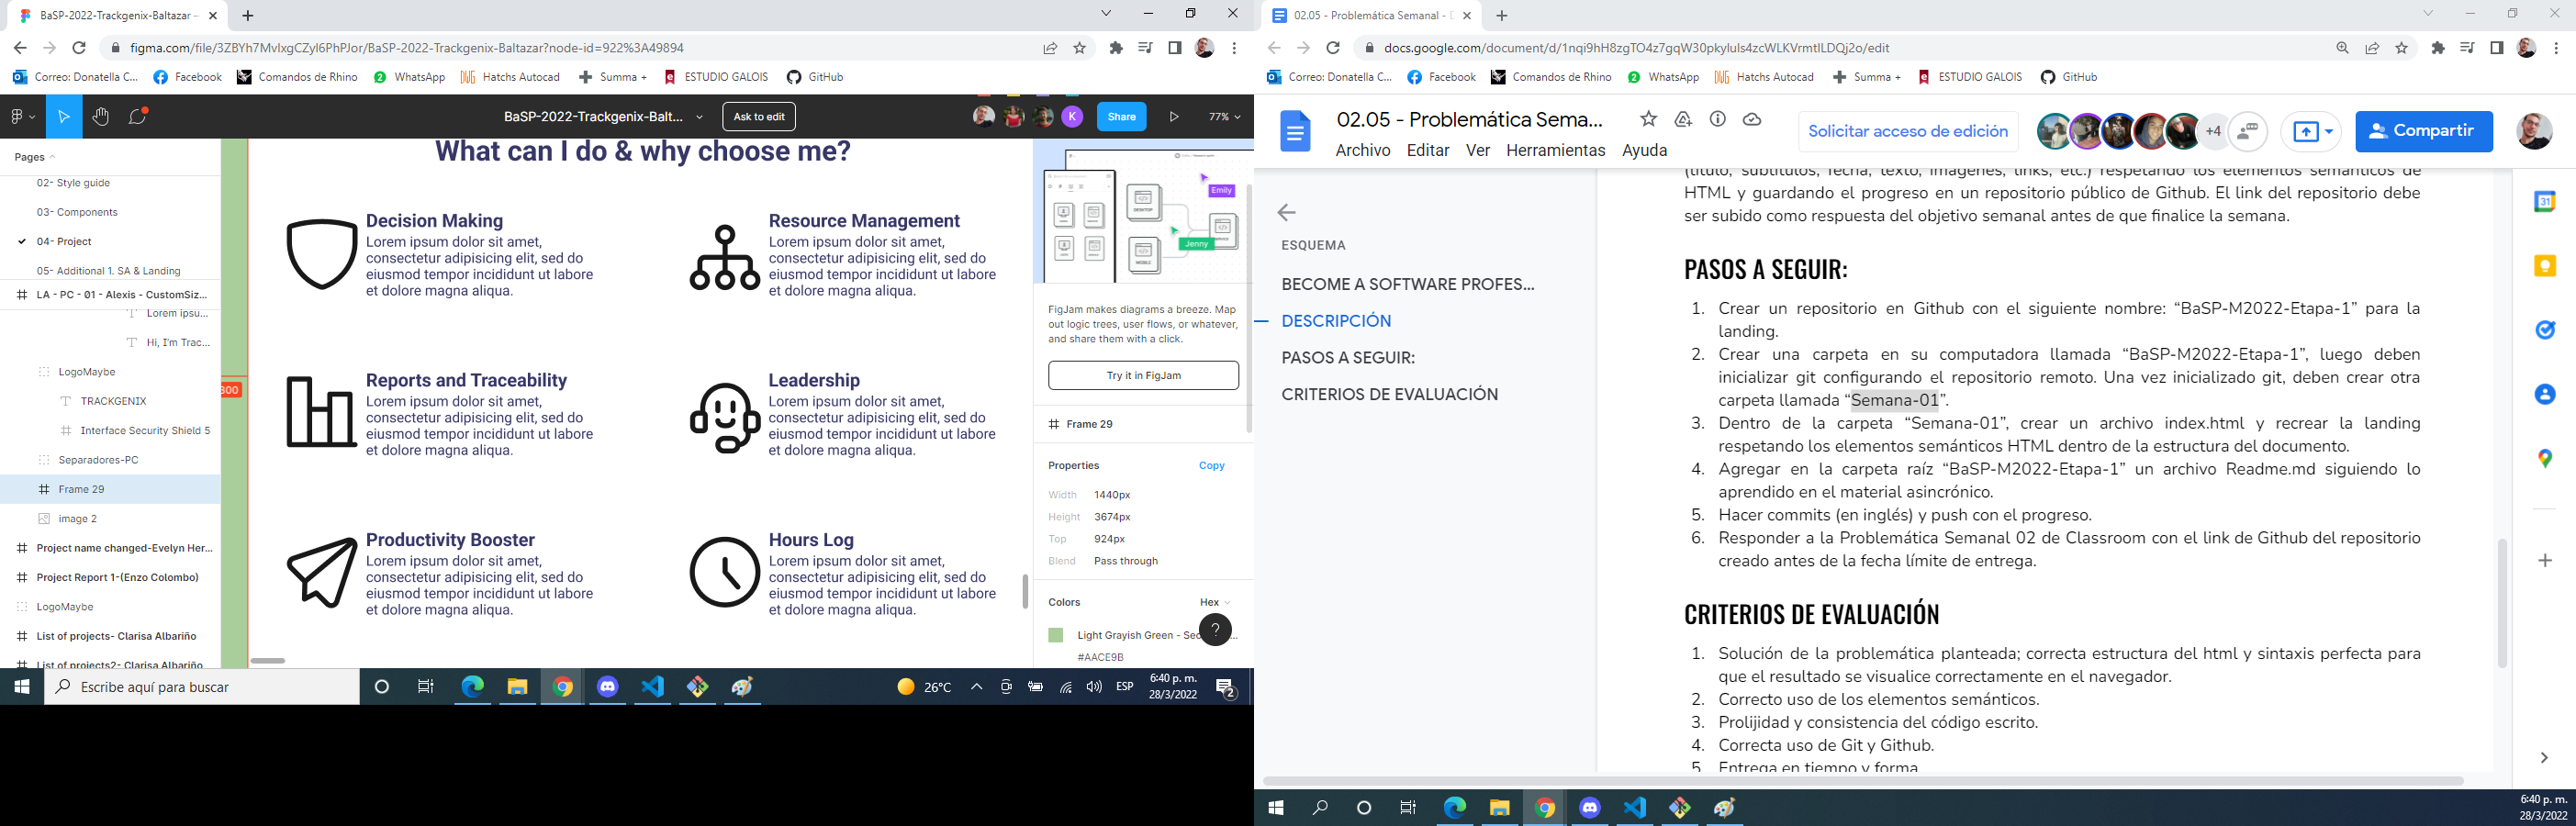 BaSP-2022-Trackgenix-Baltazar -
figma.com/file/3ZBYh7MvlxgCZyl6PhPJor/BaSP-2022-Trackgenix-Baltazar?node-id=922%3A49894
Correo: Donatella C...
Facebook
Comandos de Rhino
WhatsApp
Hatchs Autocad
Summa +
ESTUDIO GALOIS
GitHub
BaSP-2022-Trackgenix-Balt...
Ask to edit
K
Share
77%
Pages
02- Style guide
03- Components
04- Project
05- Additional 1. SA & Landing
LA - PC - 01 - Alexis - CustomSiz...
Lorem ipsu...
Hi, I'm Trac...
LogoMaybe
TRACKGENIX
Interface Security Shield 5
Separadores-PC
Frame 29
image 2
Project name changed-Evelyn Her...
Project Report 1-(Enzo Colombo)
LogoMaybe
List of projects- Clarisa Albariño
List of projects2- Clarisa Albariño
300
What can I do & why choose me?
Decision Making
Lorem ipsum dolor sit amet,
consectetur adipisicing elit, sed do
eiusmod tempor incididunt ut labore
et dolore magna aliqua.
Resource Management
Lorem ipsum dolor sit amet,
consectetur adipisicing elit, sed do
eiusmod tempor incididunt ut labore
et dolore magna aliqua.
Reports and Traceability
Lorem ipsum dolor sit amet,
consectetur adipisicing elit, sed do
eiusmod tempor incididunt ut labore
et dolore magna aliqua.
Leadership
Lorem ipsum dolor sit amet,
consectetur adipisicing elit, sed do
eiusmod tempor incididunt ut labore
et dolore magna aliqua.
Productivity Booster
Lorem ipsum dolor sit amet,
consectetur adipisicing elit, sed do
eiusmod tempor incididunt ut labore
et dolore magna aliqua.
Hours Log
Lorem ipsum dolor sit amet,
consectetur adipisicing elit, sed do
eiusmod tempor incididunt ut labore
et dolore magna aliqua.
Emily
DESKTOP
Jenny
MOBILE
FigJam makes diagrams a breeze. Map
out logic trees, user flows, or whatever,
and share them with a click.
Try it in FigJam
Frame 29
Properties
Copy
Width 1440px
Height 3674px
Top 924px
Blend Pass through
Colors
Hex
Light Grayish Green - Sec...
#AACE9B
?
Escribe aquí para buscar
26°C
ESP
6:40 p. m.
28/3/2022
2
02.05 - Problemática Semanal - D
docs.google.com/document/d/1nqi9hH8zgTO4z7gqW30pkyluls4zcWLKVrmtlLDQj2o/edit
Correo: Donatella C...
Facebook
Comandos de Rhino
WhatsApp
Hatchs Autocad
Summa +
ESTUDIO GALOIS
GitHub
02.05 - Problemática Sema...
Archivo
Editar
Ver
Herramientas
Ayuda
Solicitar acceso de edición
+4
Compartir
ESQUEMA
BECOME A SOFTWARE PROFES...
DESCRIPCIÓN
PASOS A SEGUIR:
CRITERIOS DE EVALUACIÓN
(título, subtítulos, fecha, texto, imágenes, links, etc.) respetando los elementos semánticos de
HTML y guardando el progreso en un repositorio público de Github. El link del repositorio debe
ser subido como respuesta del objetivo semanal antes de que finalice la semana.
PASOS A SEGUIR:
1. Crear un repositorio en Github con el siguiente nombre: “BaSP-M2022-Etapa-1” para la
landing.
2. Crear una carpeta en su computadora llamada “BaSP-M2022-Etapa-1”, luego deben
inicializar git configurando el repositorio remoto. Una vez inicializado git, deben crear otra
carpeta llamada “Semana-01”.
3. Dentro de la carpeta “Semana-01”, crear un archivo index.html y recrear la landing
respetando los elementos semánticos HTML dentro de la estructura del documento.
4. Agregar en la carpeta raíz “BaSP-M2022-Etapa-1” un archivo Readme.md siguiendo lo
aprendido en el material asincrónico.
5. Hacer commits (en inglés) y push con el progreso.
6. Responder a la Problemática Semanal 02 de Classroom con el link de Github del repositorio
creado antes de la fecha límite de entrega.
CRITERIOS DE EVALUACIÓN
1. Solución de la problemática planteada; correcta estructura del html y sintaxis perfecta para
que el resultado se visualice correctamente en el navegador.
2. Correcto uso de los elementos semánticos.
3. Prolijidad y consistencia del código escrito.
4. Correcta uso de Git y Github.
5. Entrega en tiempo y forma
31
6:40 p. m.
28/3/2022